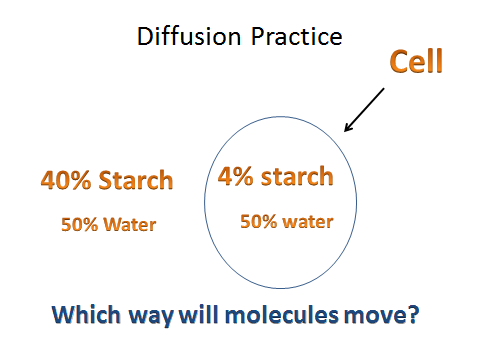 Diffusion Practice
Cell
40% Starch
4% starch
50% Water
50% water
Which way will molecules move?